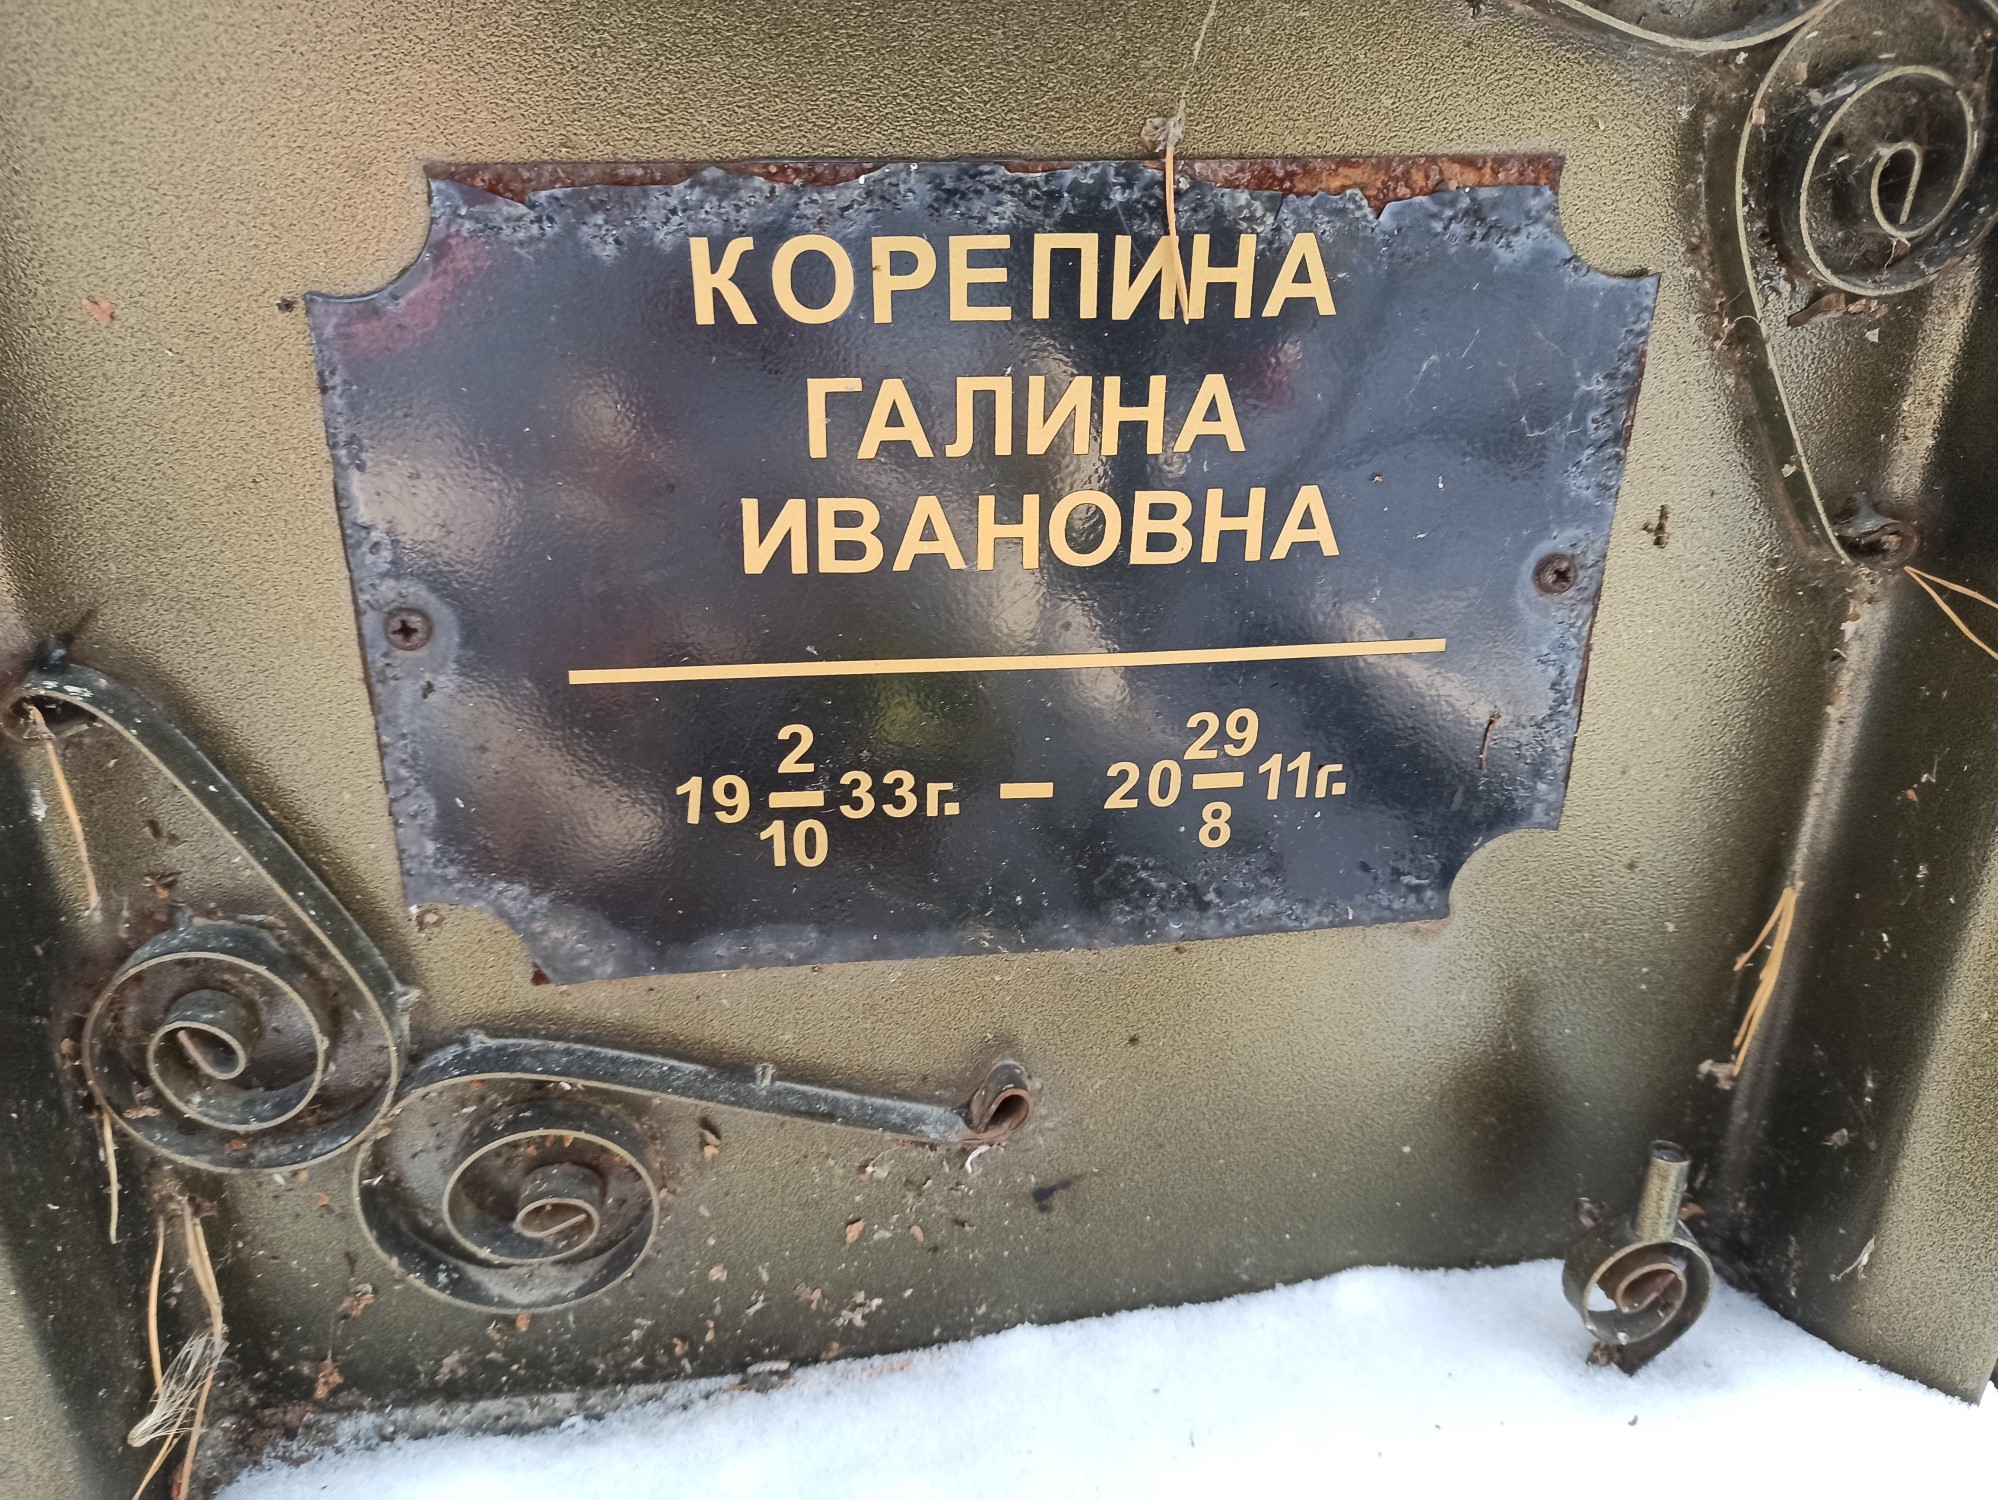 КОРЕПИНА
ГАЛИНА
ИВАНОВНА
19 2/10 33г. — 20 29/8 11г.